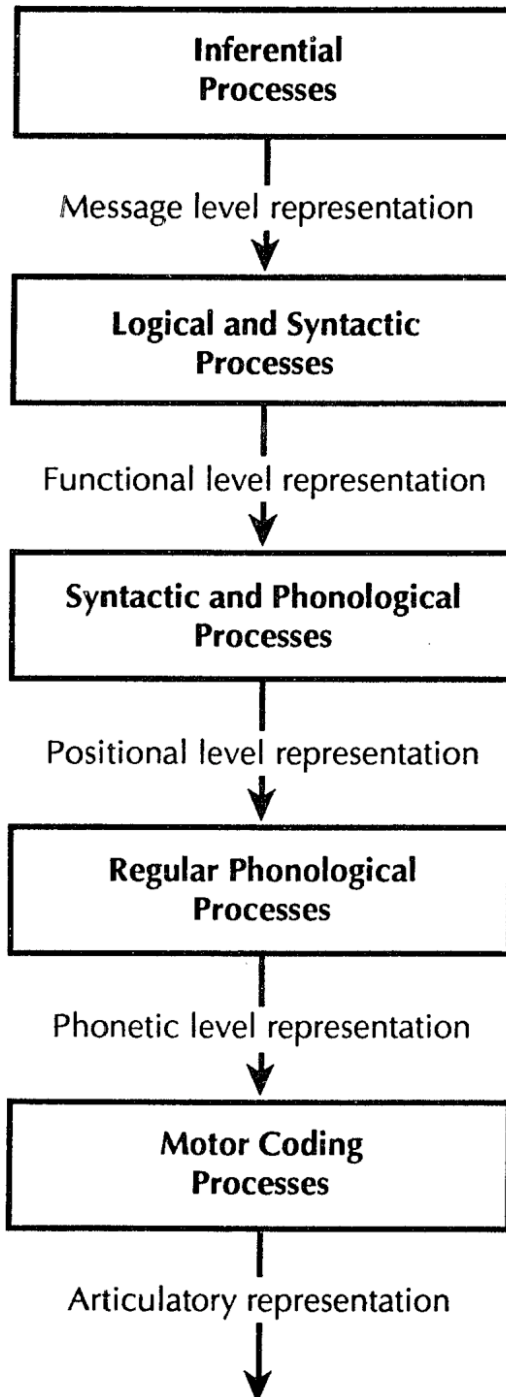 Inferential
Processes
Message level representation
Logical and Syntactic
Processes
Functional level representation
Syntactic and Phonological
Processes
Positional level representation
Regular Phonological
Processes
Phonetic level representation
Motor Coding
Processes
Articulatory representation